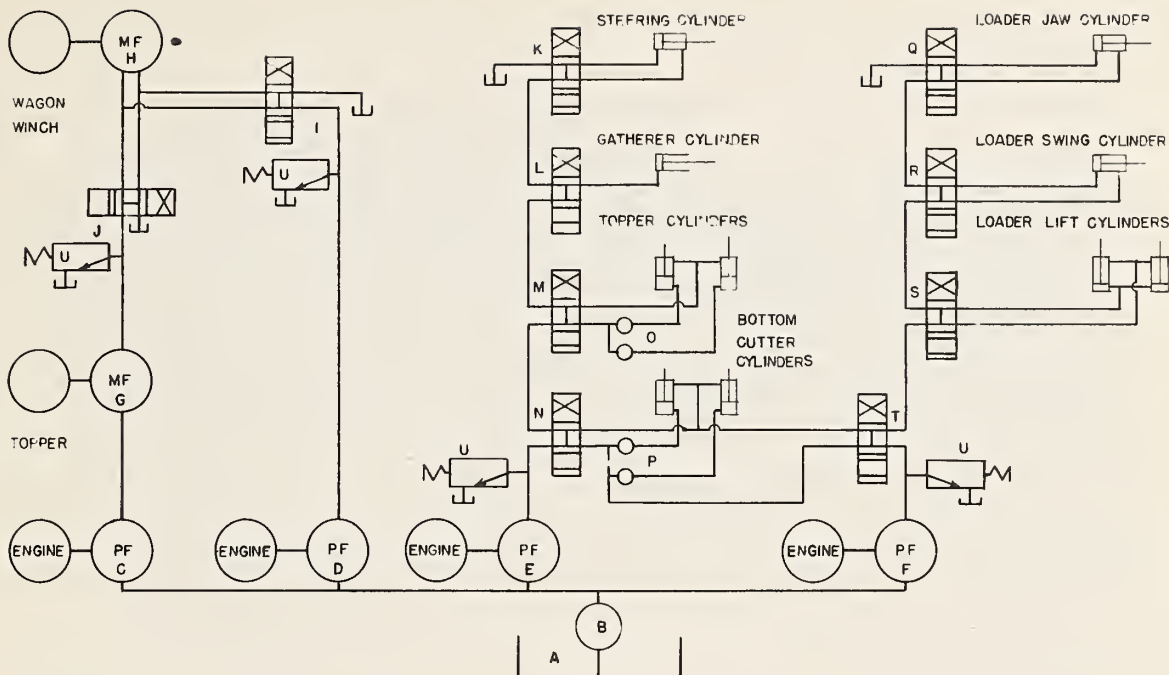 STEERING CYLINDER
LOADER JAW CYLINDER
MF
H
K
Q
WAGON
WINCH
I
GATHERER CYLINDER
LOADER SWING CYLINDER
U
L
R
J
TOPPER CYLINDERS
LOADER LIFT CYLINDERS
U
M
S
O
BOTTOM
CUTTER
CYLINDERS
MF
G
N
T
TOPPER
U
P
U
ENGINE
PF
C
ENGINE
PF
D
ENGINE
PF
E
ENGINE
PF
F
B
A